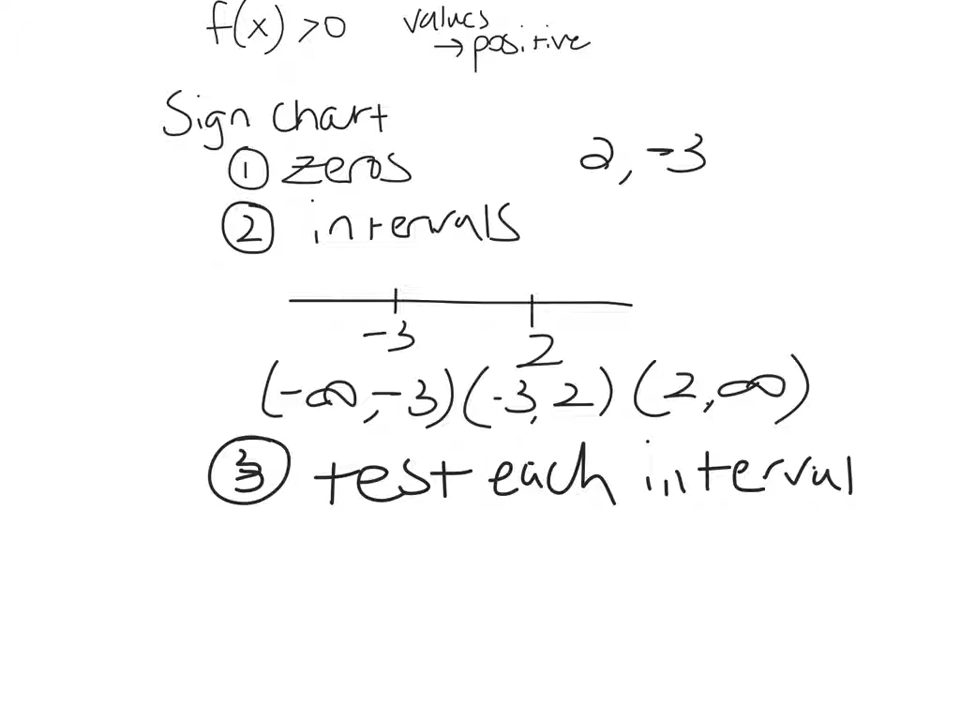 f(x) > 0 values
→ positive
Sign chart
① zeros 2, -3
② intervals
-3 2
(-∞, -3) (-3, 2) (2, ∞)
③ test each interval